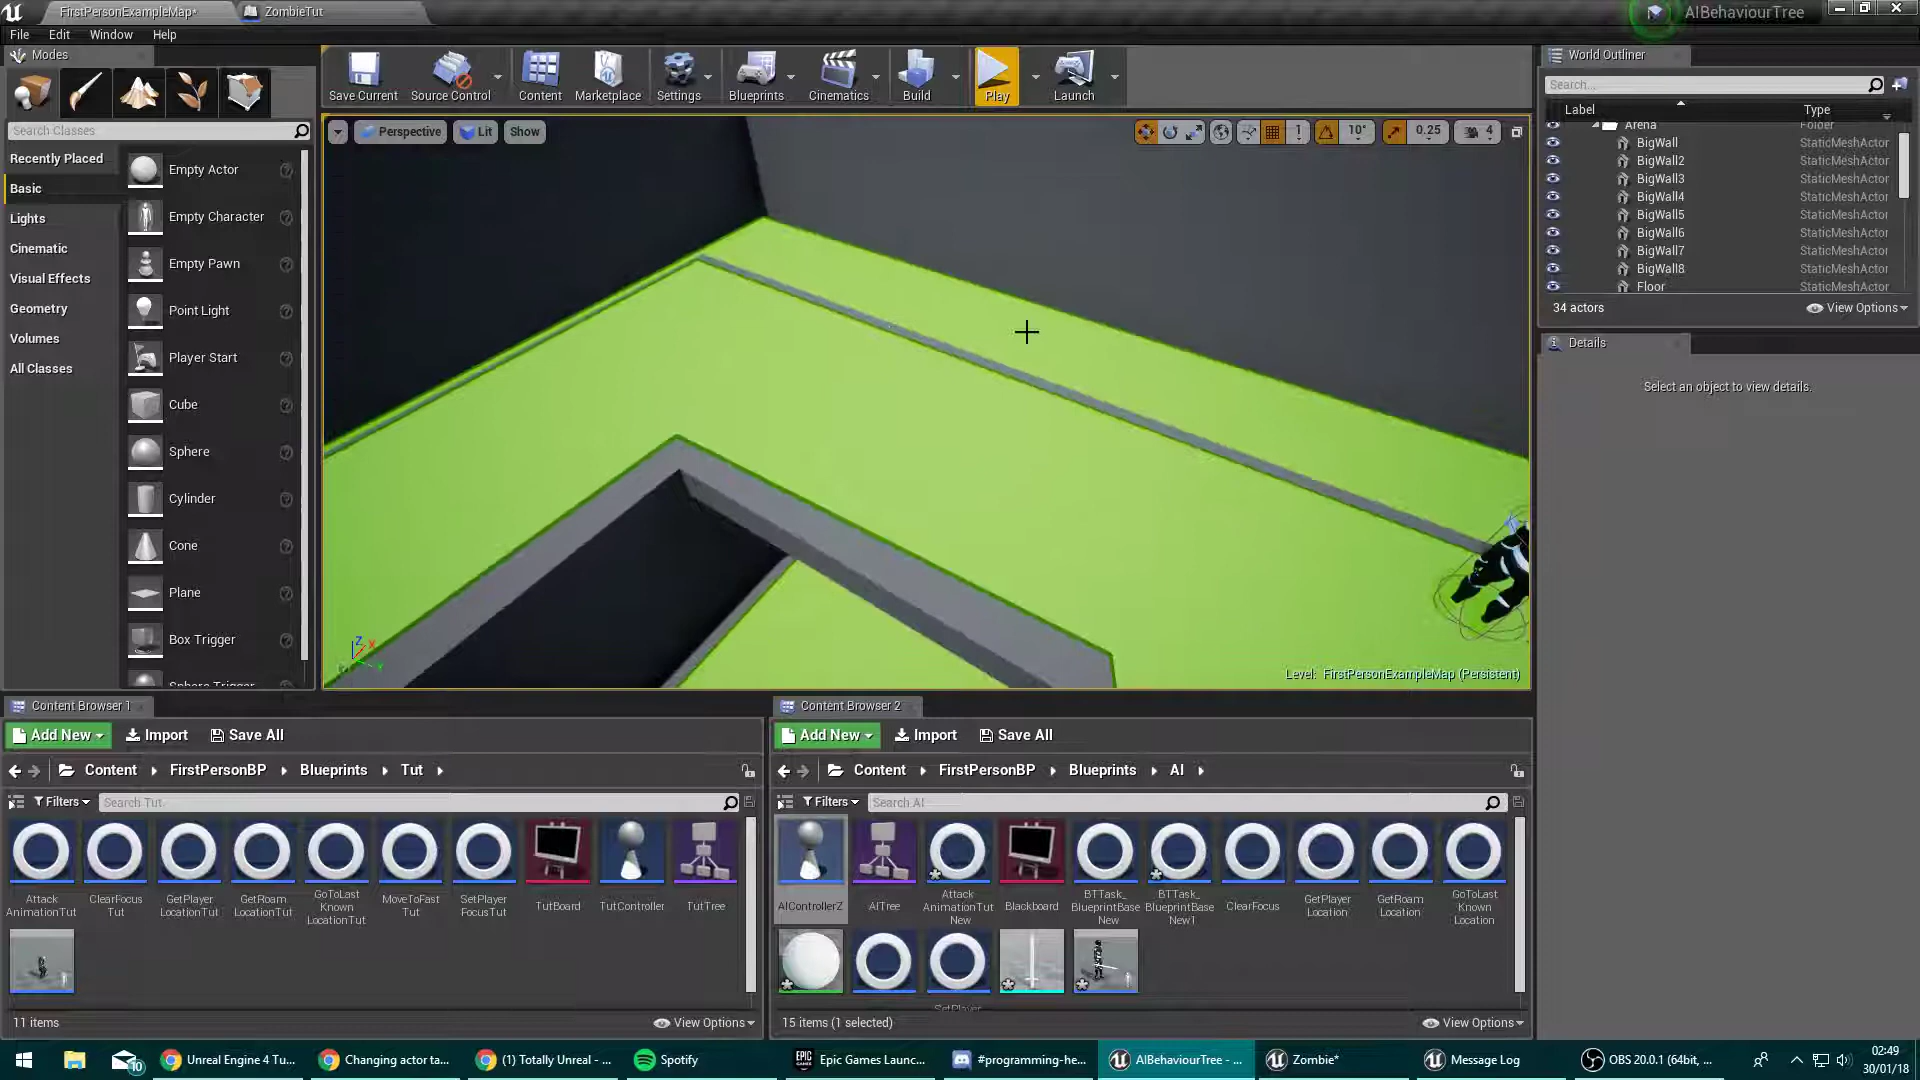 FirstPersonExampleMap*
ZombieTut
AIBehaviourTree
File Edit Window Help
Modes
Search Classes
Recently Placed
Basic
Lights
Cinematic
Visual Effects
Geometry
Volumes
All Classes
Empty Actor
Empty Character
Empty Pawn
Point Light
Player Start
Cube
Sphere
Cylinder
Cone
Plane
Box Trigger
Sphere Trigger
Save Current Source Control Content Marketplace Settings Blueprints Cinematics Build Play Launch
Perspective Lit Show
1 10° 0.25 4
Z X Y
Level: FirstPersonExampleMap (Persistent)
World Outliner
Search...
Label Type
Arena Folder
BigWall StaticMeshActor
BigWall2 StaticMeshActor
BigWall3 StaticMeshActor
BigWall4 StaticMeshActor
BigWall5 StaticMeshActor
BigWall6 StaticMeshActor
BigWall7 StaticMeshActor
BigWall8 StaticMeshActor
Floor StaticMeshActor
34 actors
View Options
Details
Select an object to view details.
Content Browser 1
Add New Import Save All
Content FirstPersonBP Blueprints Tut
Filters Search Tut
Attack AnimationTut
ClearFocus Tut
GetPlayer LocationTut
GetRoam LocationTut
GoToLast Known LocationTut
MoveToFast Tut
SetPlayer FocusTut
TutBoard
TutController
TutTree
11 items
View Options
Content Browser 2
Add New Import Save All
Content FirstPersonBP Blueprints AI
Filters Search AI
AIControllerZ
AITree
Attack AnimationTut New
Blackboard
BTTask_ BlueprintBase New
BTTask_ BlueprintBase New1
ClearFocus
GetPlayer Location
GetRoam Location
GoToLast Known Location
SetPlayer
15 items (1 selected)
View Options
10
Unreal Engine 4 Tu...
Changing actor ta...
(1) Totally Unreal - ...
Spotify
Epic Games Launc...
#programming-he...
AIBehaviourTree - ...
Zombie*
Message Log
OBS 20.0.1 (64bit, ...
02:49
30/01/18